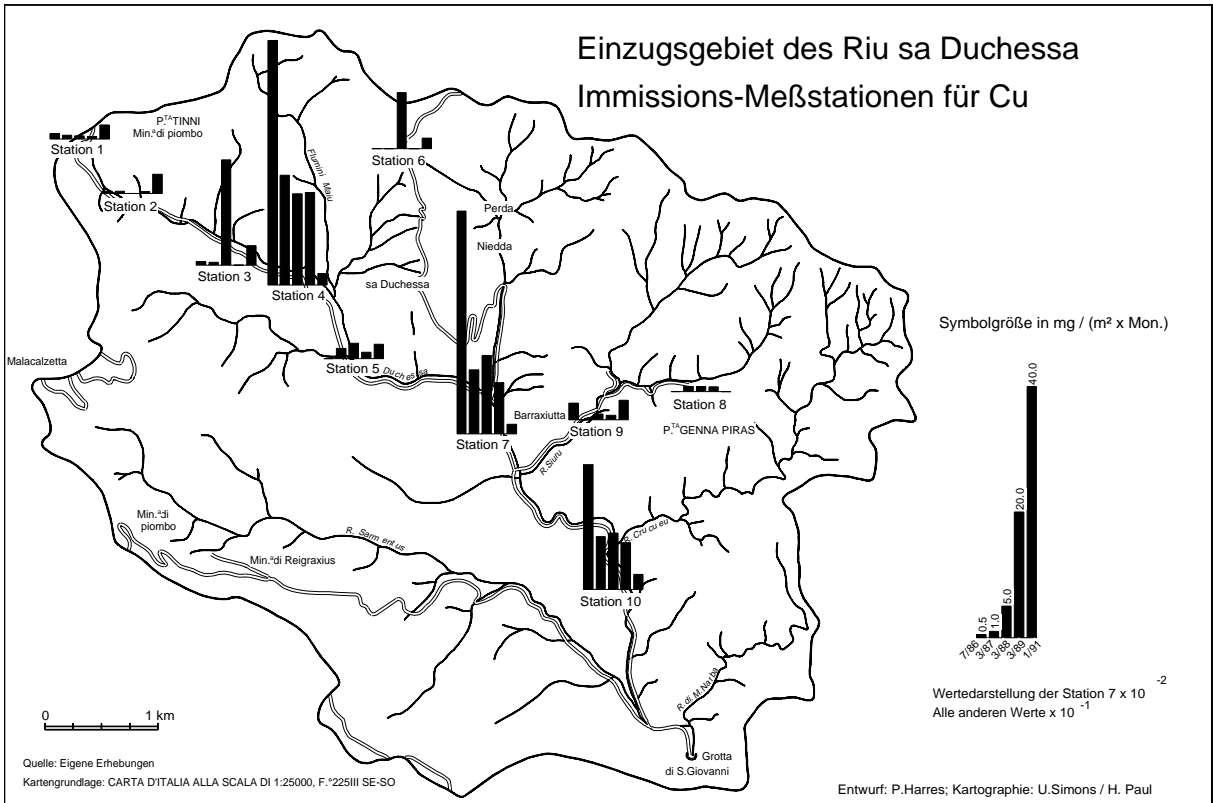 Einzugsgebiet des Riu sa Duchessa
Immissions-Meßstationen für Cu
P.TATINNI
Min.a di piombo
Station 1
Station 2
Station 3
Station 4
Flumini Maiu
Station 6
Perda
Niedda
sa Duchessa
Station 5
Duchessa
Malacalzetta
Station 7
Barraxiutta
Station 9
Station 8
P.TAGENNA PIRAS
R.Siuru
Min.a di
piombo
R. Sarmentus
Min.a di Reigraxius
R. Crucueu
Station 10
R. di M.Narba
Grotta
di S.Giovanni
Symbolgröße in mg / (m² x Mon.)
0.5
1.0
5.0
20.0
40.0
7/86
3/87
3/88
3/89
1/91
Wertedarstellung der Station 7 x 10 -2
Alle anderen Werte x 10 -1
0 1 km
Quelle: Eigene Erhebungen
Kartengrundlage: CARTA D'ITALIA ALLA SCALA DI 1:25000, F.°225III SE-SO
Entwurf: P.Harres; Kartographie: U.Simons / H. Paul